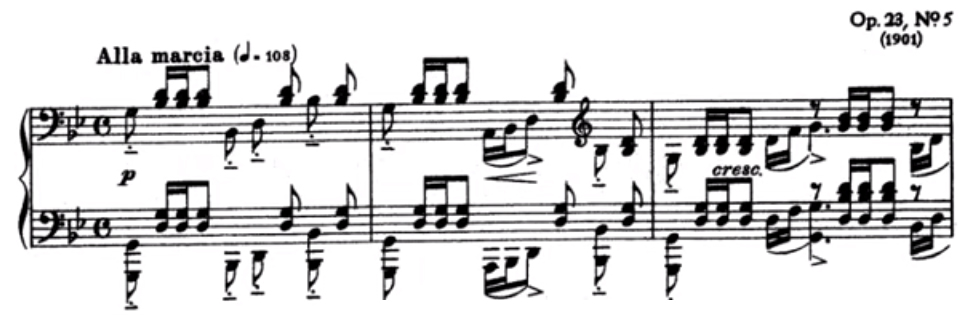 Op. 23, Nº 5
(1901)
Alla marcia (♩ = 108)
p
cresc.